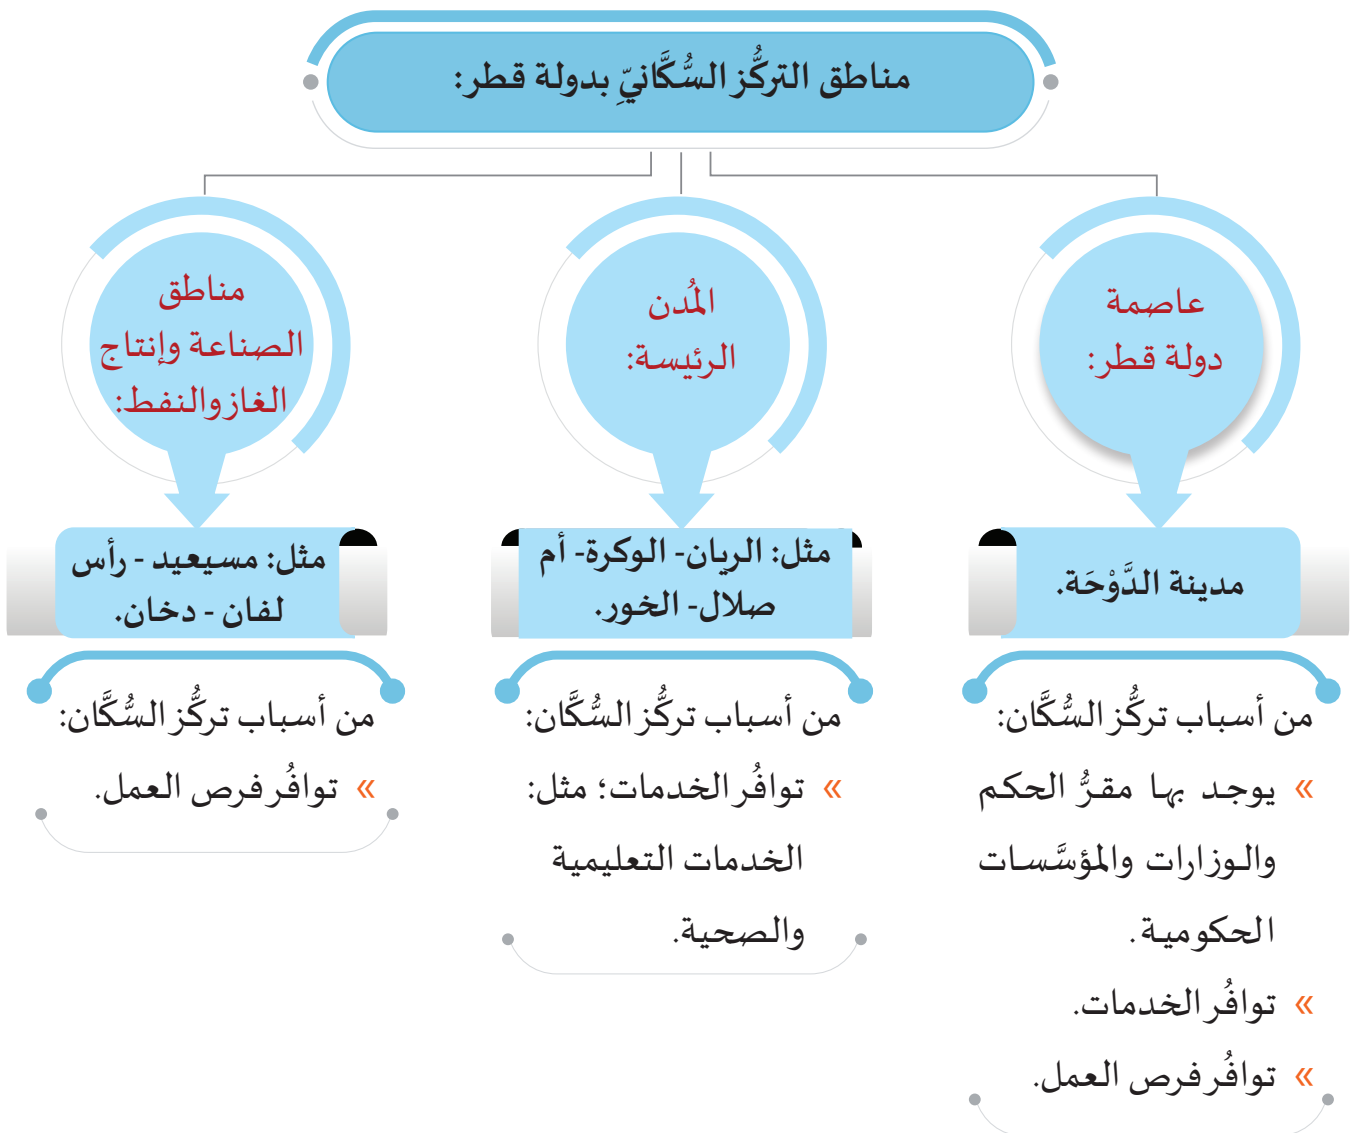 مناطق التركُّز السُّكَّانيّ بدولة قطر:
عاصمة
دولة قطر:
مدينة الدَّوْحَة.
من أسباب تركُّز السُّكَّان:
» يوجد بها مقرُّ الحكم
والوزارات والمؤسَّسات
الحكومية.
» توافُر الخدمات.
» توافُر فرص العمل.
المُدن
الرئيسة:
مثل: الريان- الوكرة- أم
صلال- الخور.
من أسباب تركُّز السُّكَّان:
» توافُر الخدمات؛ مثل:
الخدمات التعليمية
والصحية.
مناطق
الصناعة وإنتاج
الغاز والنفط:
مثل: مسيعيد - رأس
لفان - دخان.
من أسباب تركُّز السُّكَّان:
» توافُر فرص العمل.